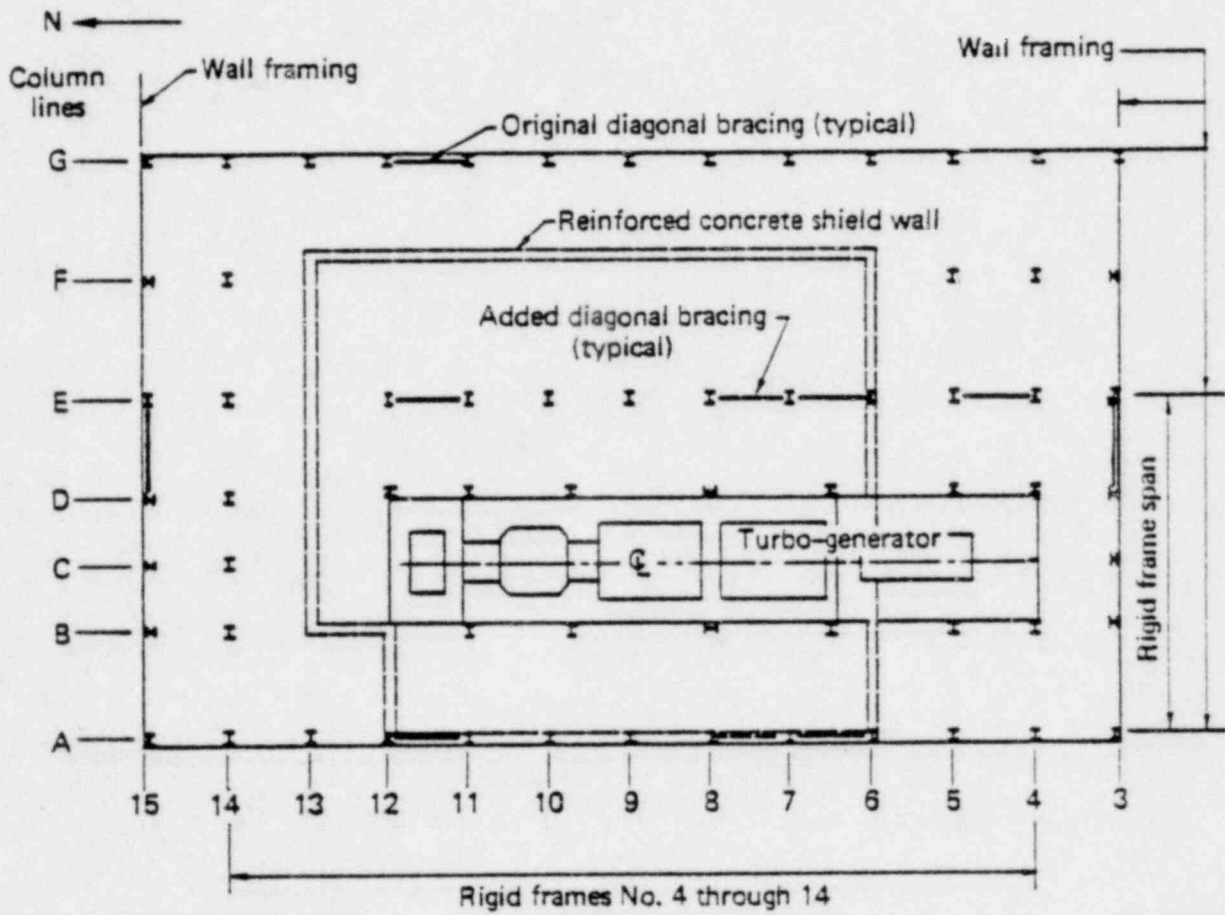 N
Column
lines
Wall framing
Wall framing
Original diagonal bracing (typical)
G
Reinforced concrete shield wall
F
Added diagonal bracing
(typical)
E
D
Turbo-generator
C
℄
B
A
Rigid frame span
15 14 13 12 11 10 9 8 7 6 5 4 3
Rigid frames No. 4 through 14